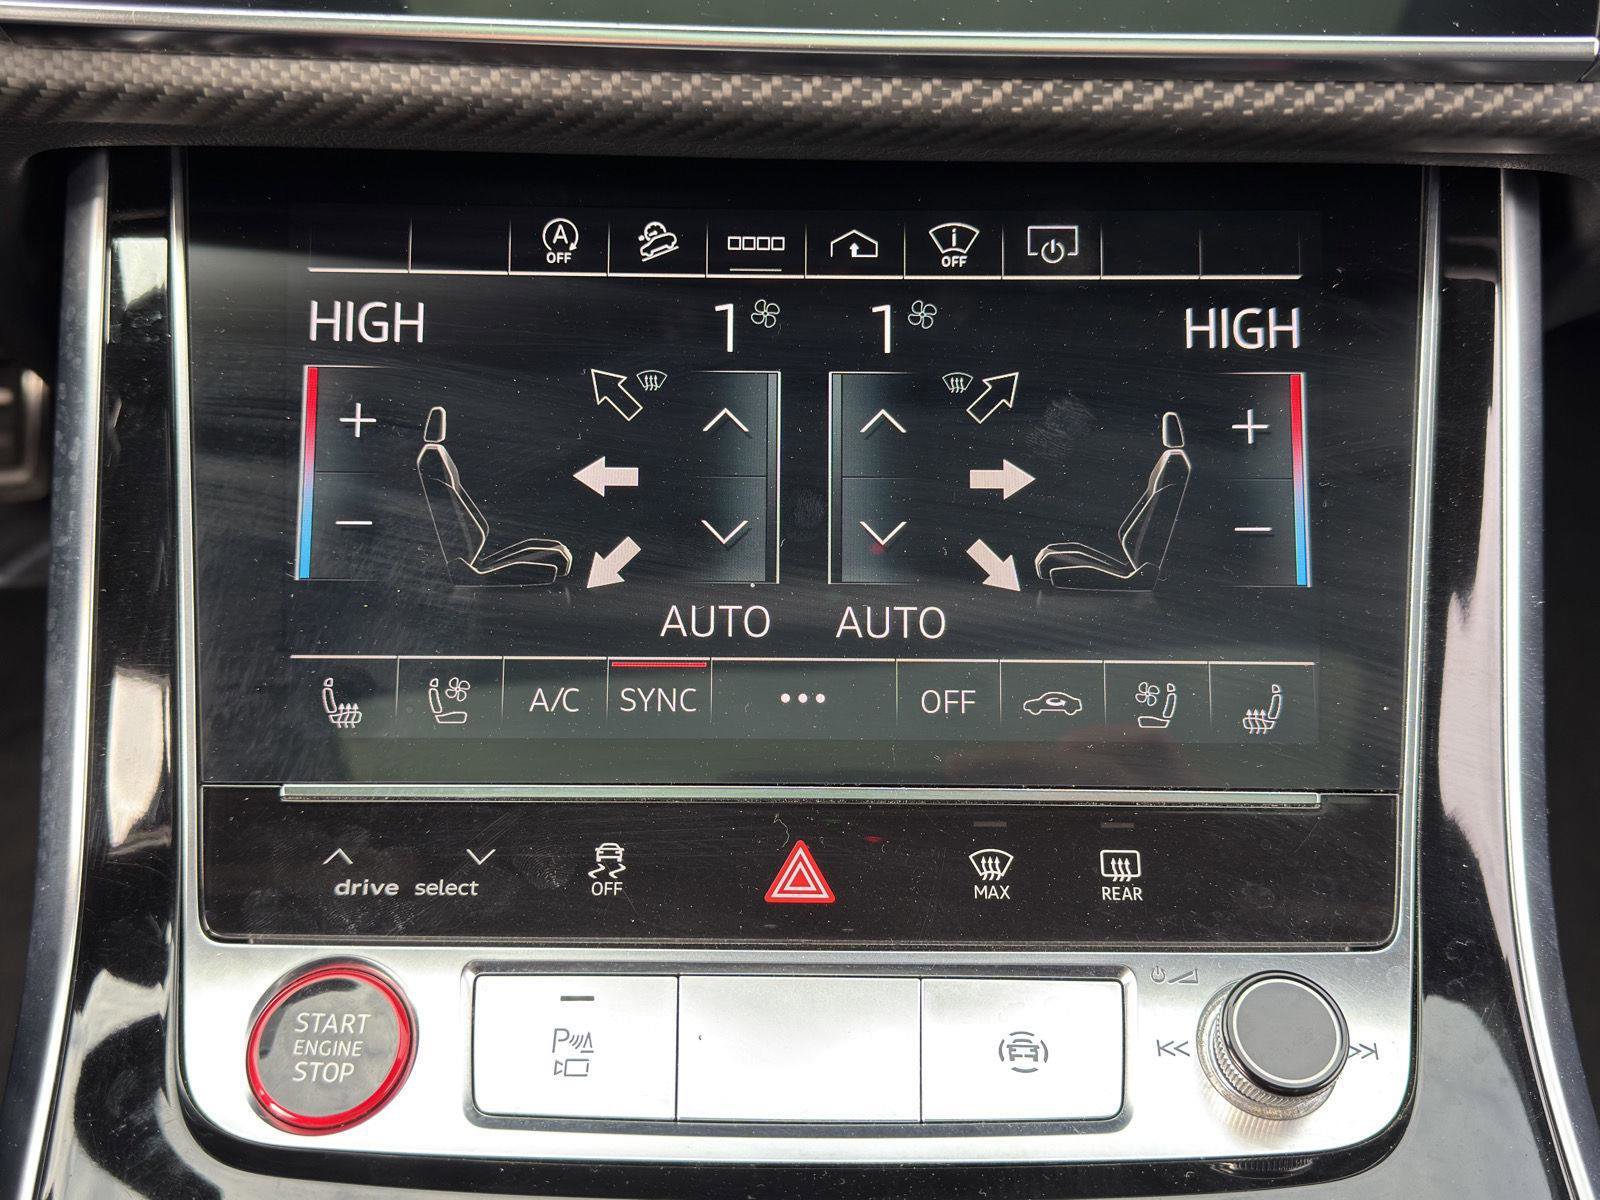 A
OFF
i
OFF
HIGH
1
1
HIGH
AUTO
AUTO
A/C
SYNC
•••
OFF
drive select
OFF
MAX
REAR
START
ENGINE
STOP
P